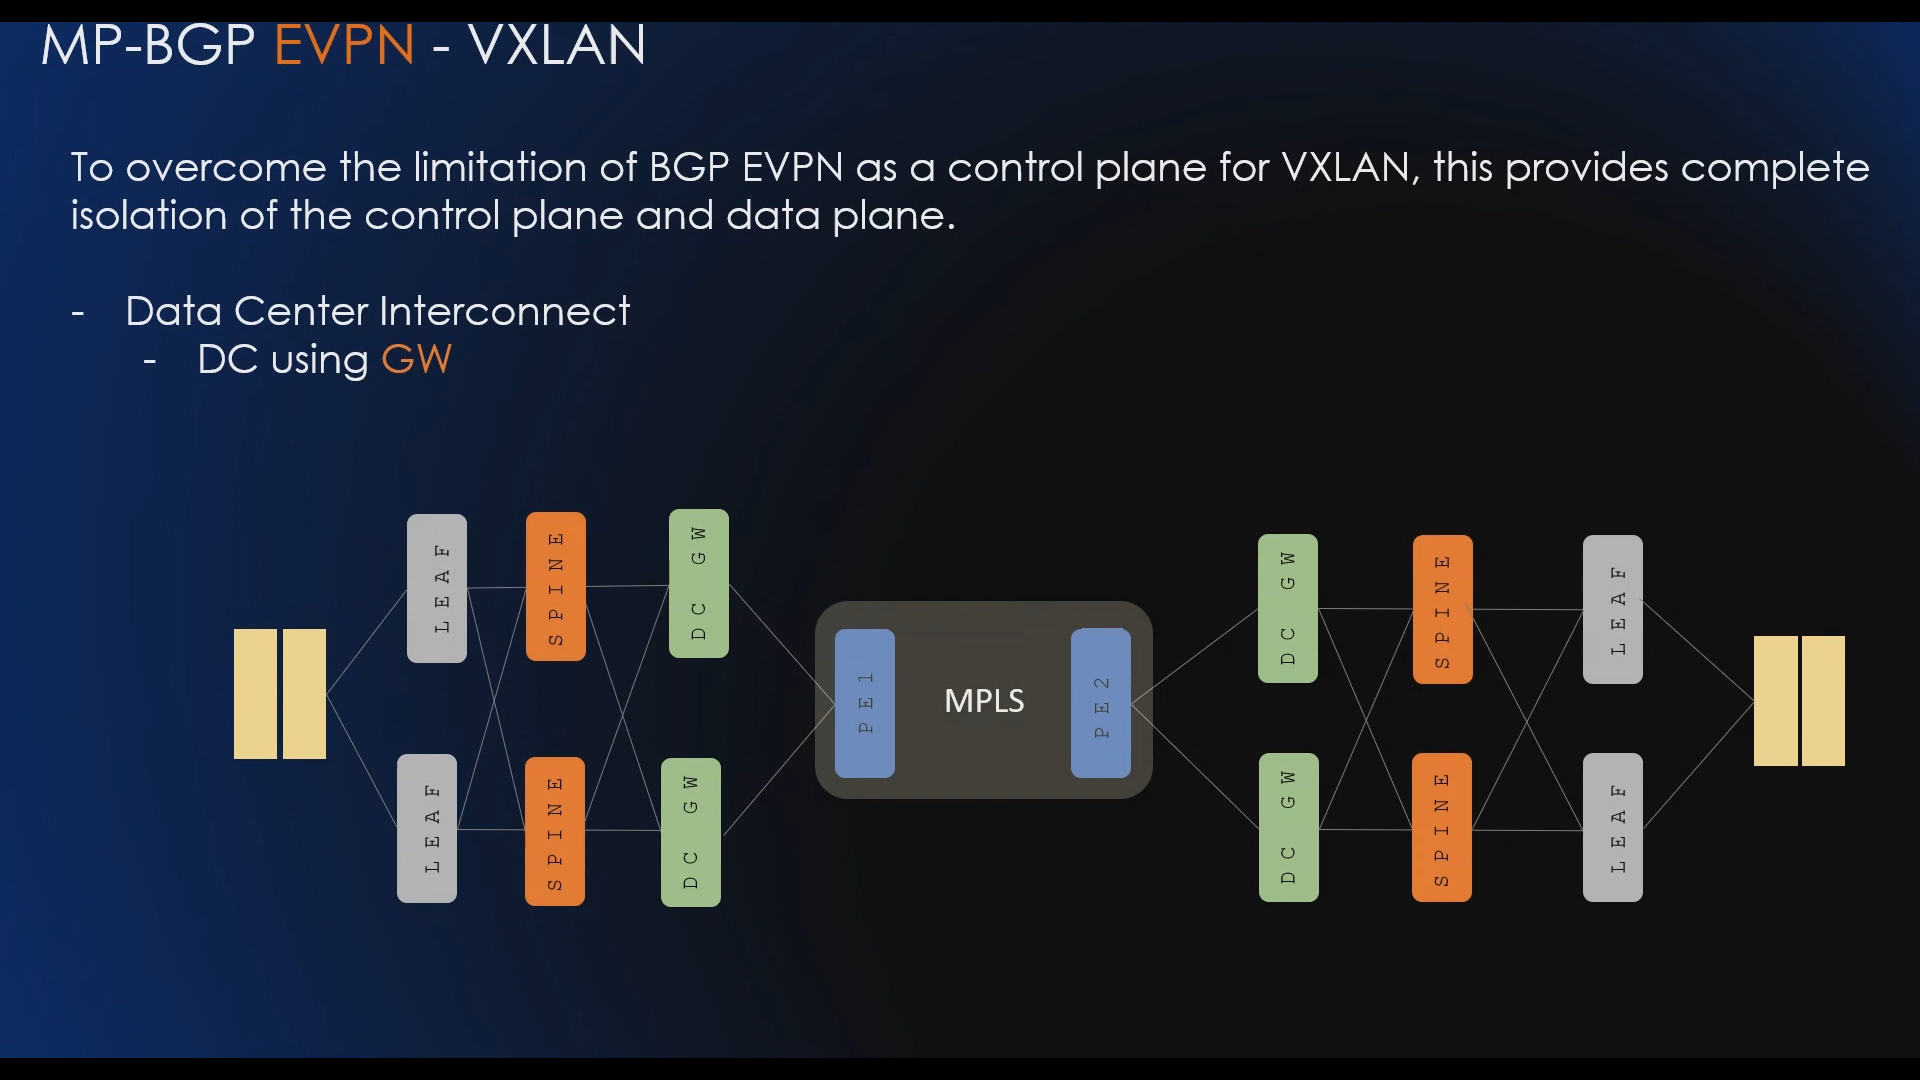 MP-BGP EVPN - VXLAN
To overcome the limitation of BGP EVPN as a control plane for VXLAN, this provides complete
isolation of the control plane and data plane.
- Data Center Interconnect
- DC using GW
LEAF
SPINE
DC GW
LEAF
SPINE
DC GW
PE1
MPLS
PE2
DC GW
SPINE
LEAF
DC GW
SPINE
LEAF